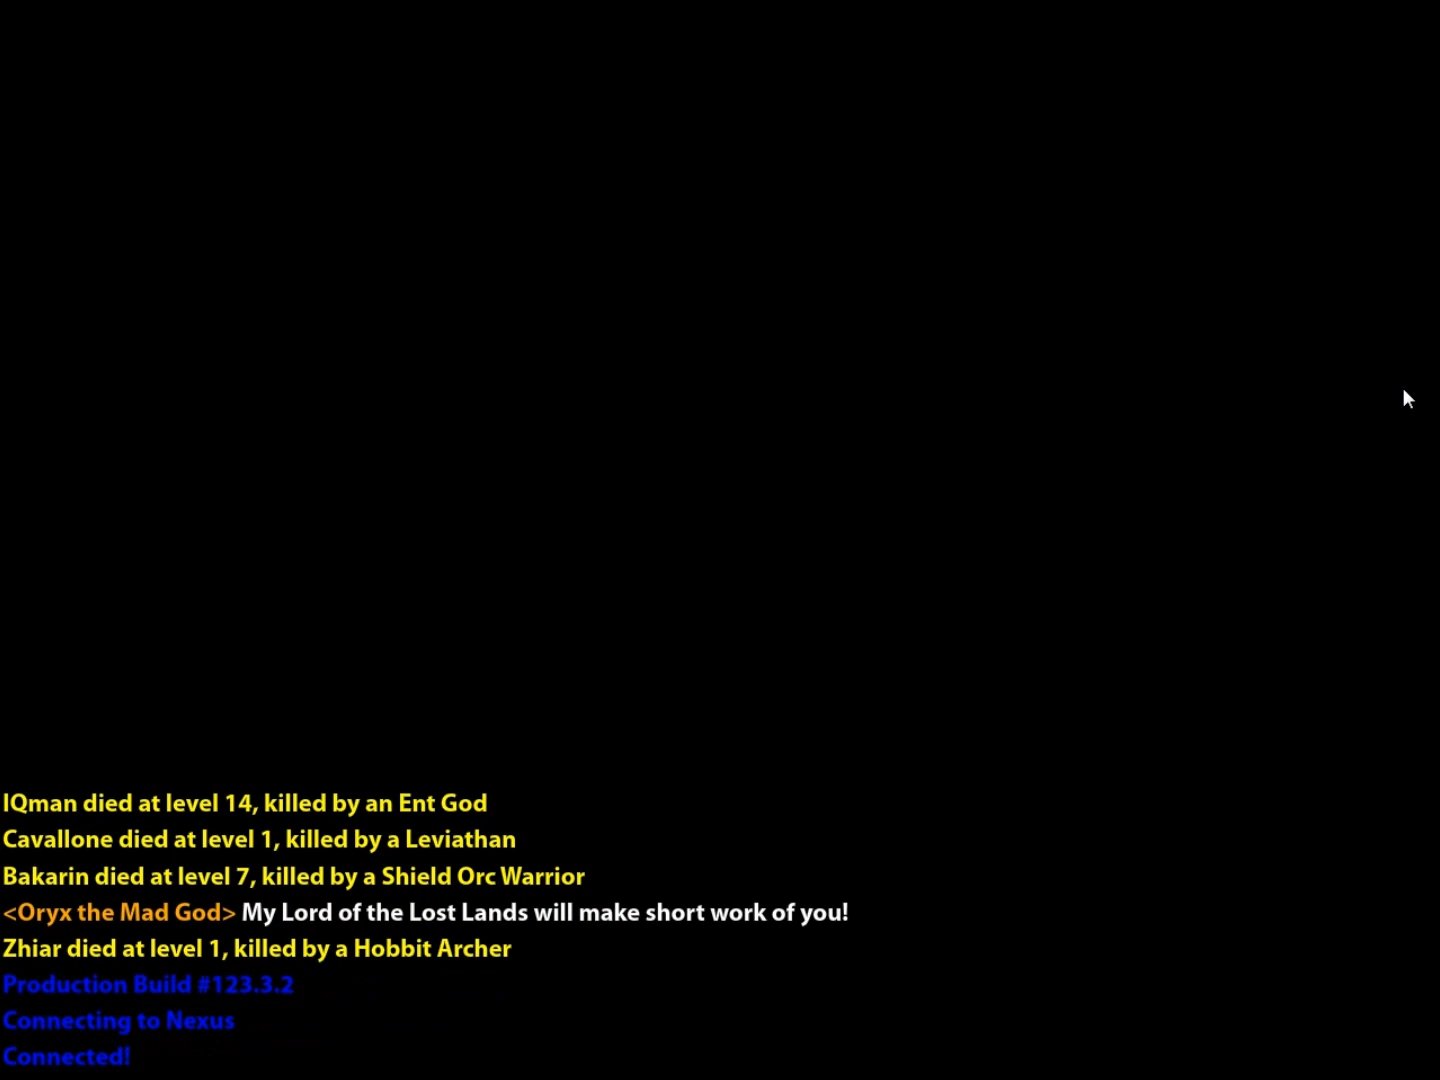 IQman died at level 14, killed by an Ent God
Cavallone died at level 1, killed by a Leviathan
Bakarin died at level 7, killed by a Shield Orc Warrior
<Oryx the Mad God> My Lord of the Lost Lands will make short work of you!
Zhiar died at level 1, killed by a Hobbit Archer
Production Build #123.3.2
Connecting to Nexus
Connected!